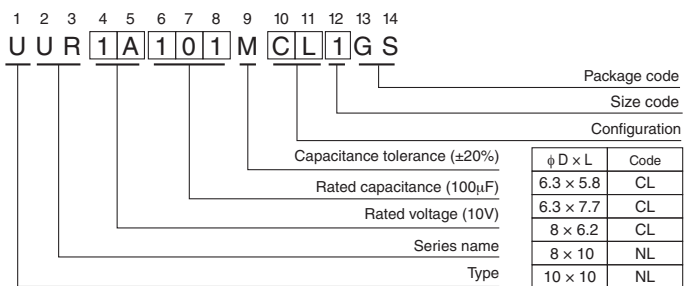 1 2 3 4 5 6 7 8 9 10 11 12 13 14
U U R 1 A 1 0 1 M C L 1 G S
Package code
Size code
Configuration
Capacitance tolerance (±20%)
Rated capacitance (100µF)
Rated voltage (10V)
Series name
Type
ϕ D × L Code
6.3 × 5.8 CL
6.3 × 7.7 CL
8 × 6.2 CL
8 × 10 NL
10 × 10 NL